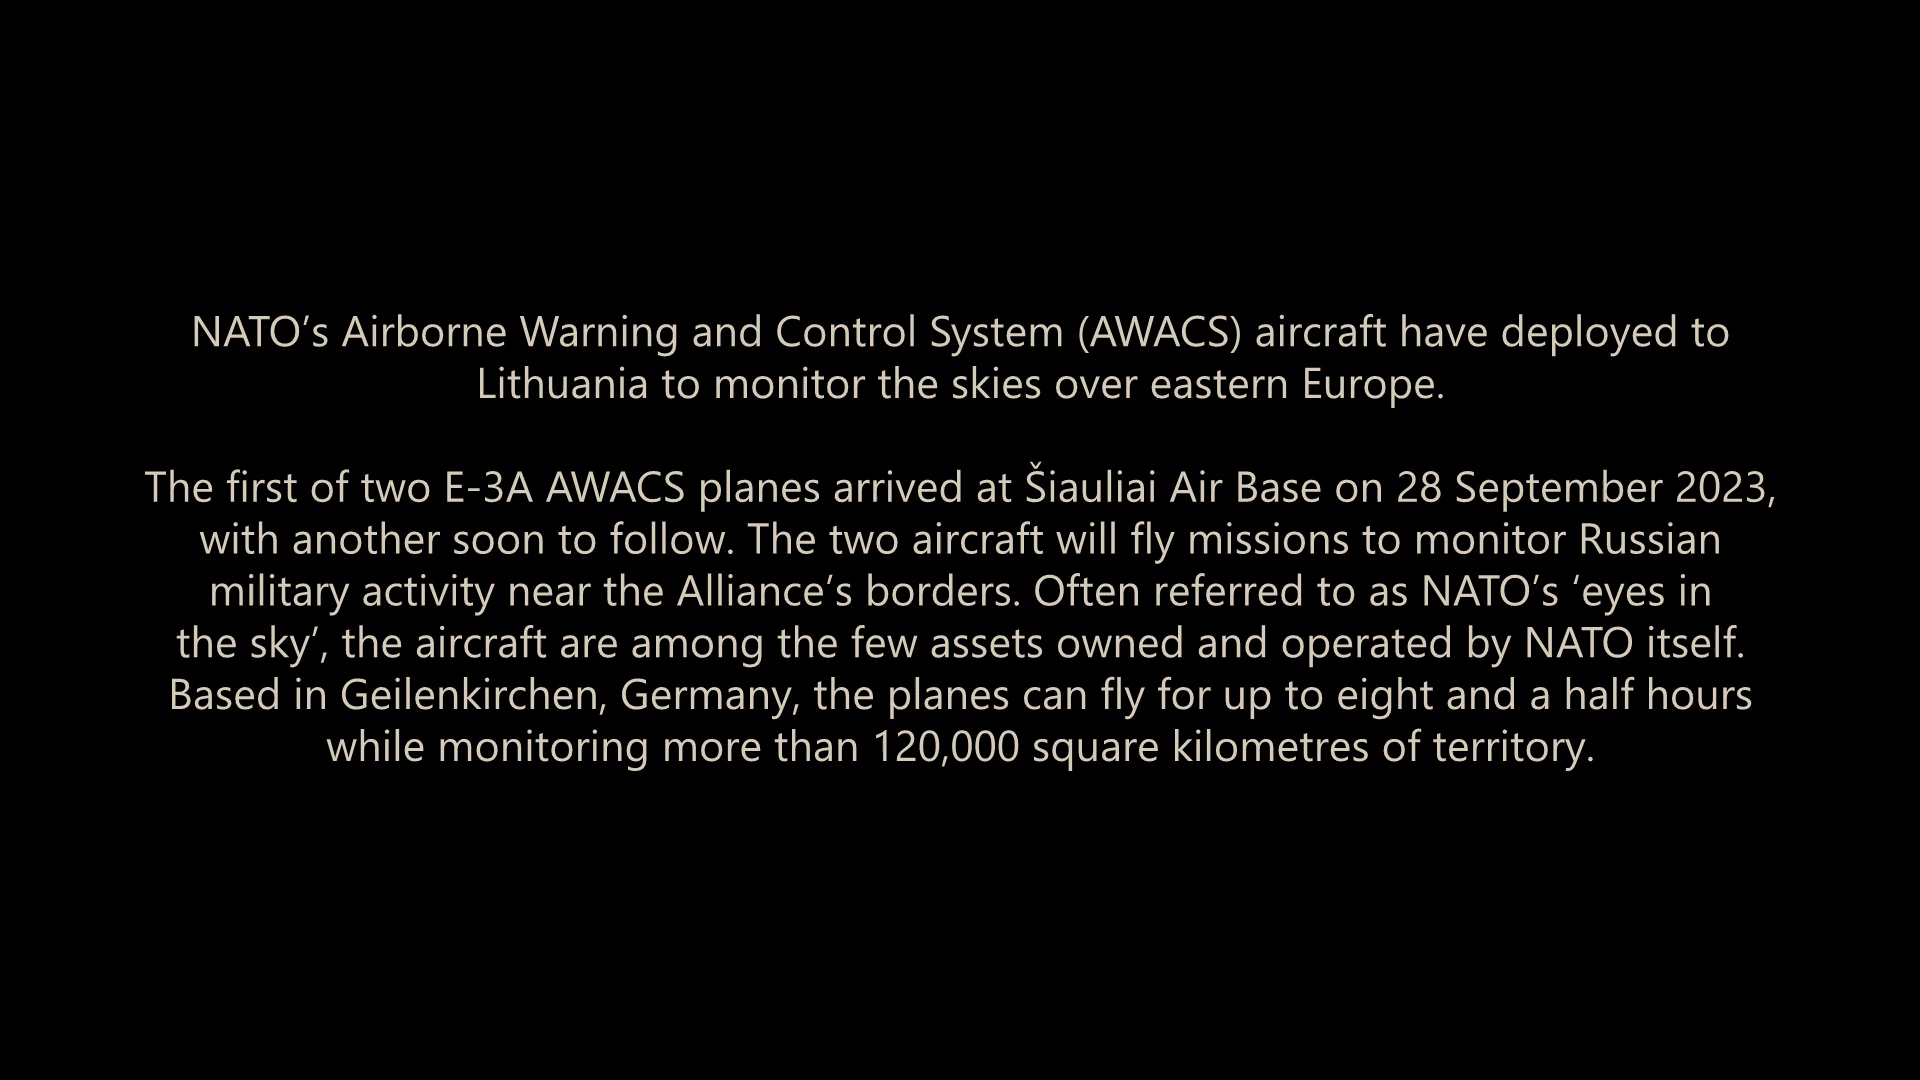 NATO’s Airborne Warning and Control System (AWACS) aircraft have deployed to
Lithuania to monitor the skies over eastern Europe.
The first of two E-3A AWACS planes arrived at Šiauliai Air Base on 28 September 2023,
with another soon to follow. The two aircraft will fly missions to monitor Russian
military activity near the Alliance’s borders. Often referred to as NATO’s ‘eyes in
the sky’, the aircraft are among the few assets owned and operated by NATO itself.
Based in Geilenkirchen, Germany, the planes can fly for up to eight and a half hours
while monitoring more than 120,000 square kilometres of territory.